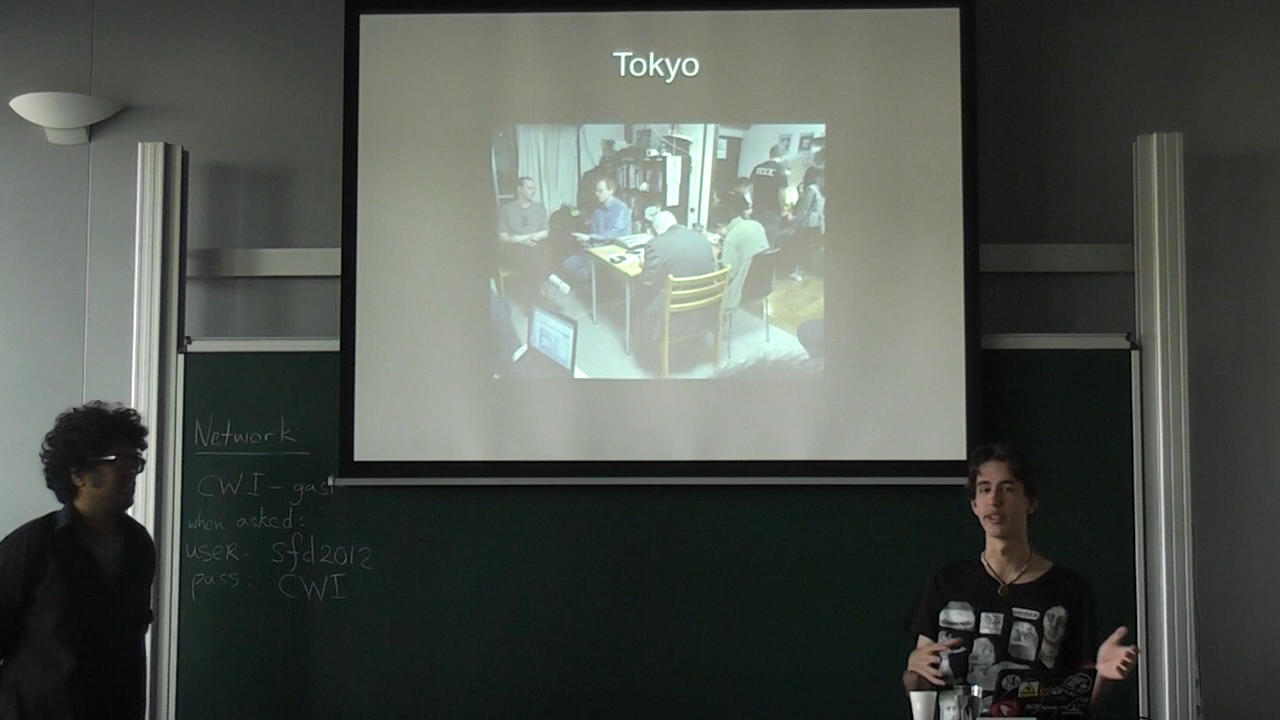 Tokyo
Network
CWI-gast
when asked:
user: sfd2012
pass: CWI